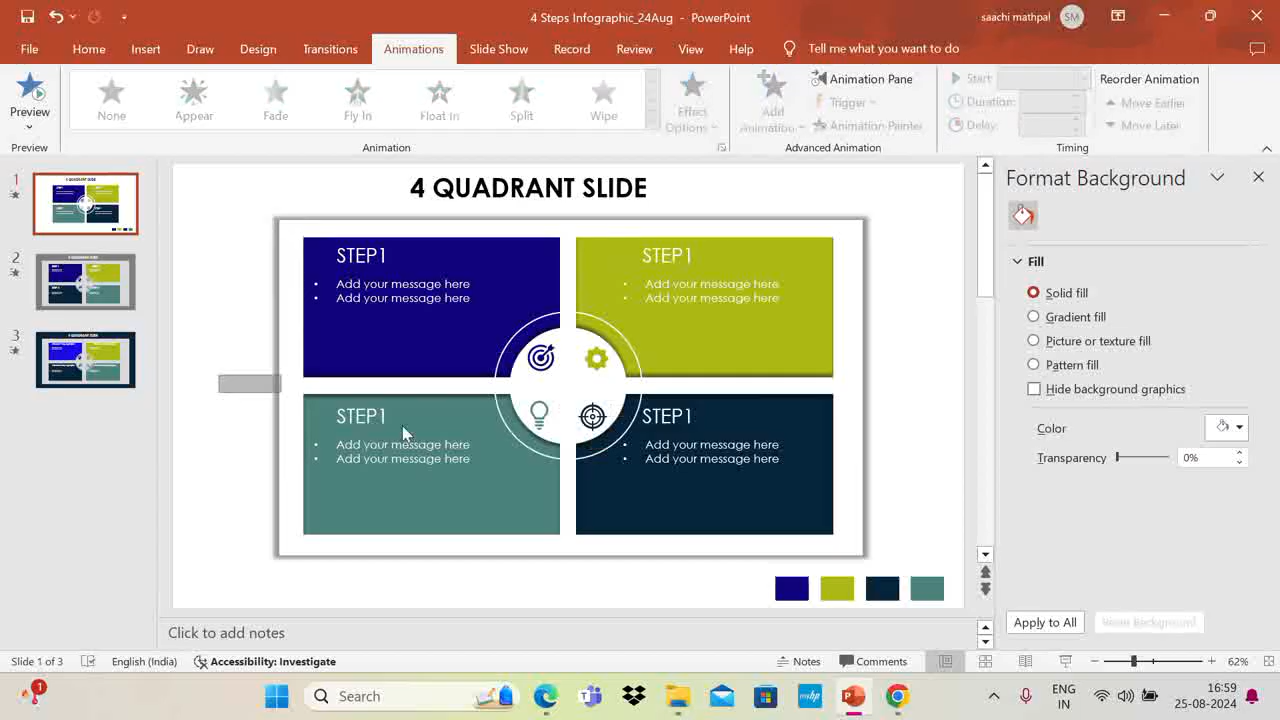 4 Steps Infographic_24Aug - PowerPoint
saachi mathpal
SM
File
Home
Insert
Draw
Design
Transitions
Animations
Slide Show
Record
Review
View
Help
Tell me what you want to do
Preview
None
Appear
Fade
Fly In
Float In
Split
Wipe
Effect
Options
Add
Animation
Animation Pane
Trigger
Animation Painter
Start:
Duration:
Delay:
Reorder Animation
Move Earlier
Move Later
Preview
Animation
Advanced Animation
Timing
1
2
3
4 QUADRANT SLIDE
STEP1
• Add your message here
• Add your message here
STEP1
• Add your message here
• Add your message here
STEP1
• Add your message here
• Add your message here
STEP1
• Add your message here
• Add your message here
Format Background
Fill
Solid fill
Gradient fill
Picture or texture fill
Pattern fill
Hide background graphics
Color
Transparency
0%
Apply to All
Reset Background
Click to add notes
Slide 1 of 3
English (India)
Accessibility: Investigate
Notes
Comments
62%
1
Search
ENG
IN
16:59
25-08-2024